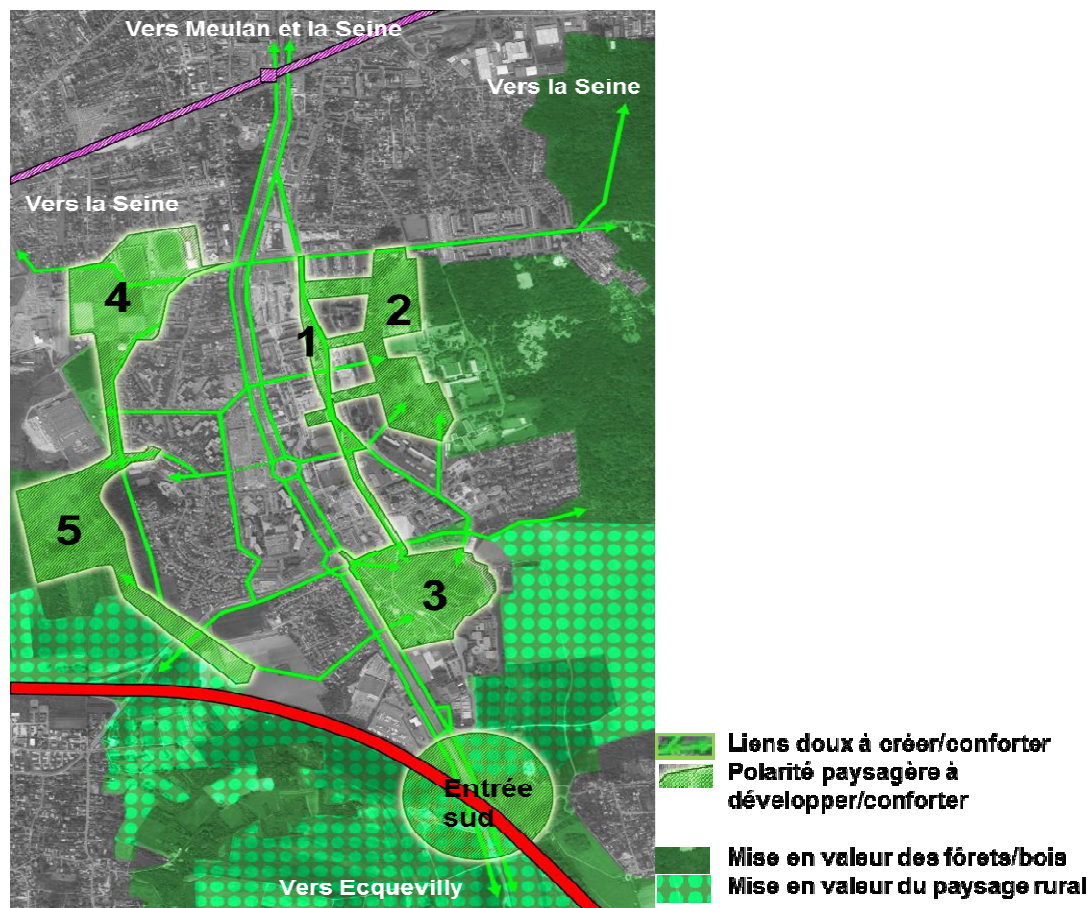 Vers Meulan et la Seine
Vers la Seine
Vers la Seine
4
2
1
5
3
Entrée
sud
Vers Ecquevilly
Liens doux à créer/conforter
Polarité paysagère à
développer/conforter
Mise en valeur des fôrets/bois
Mise en valeur du paysage rural